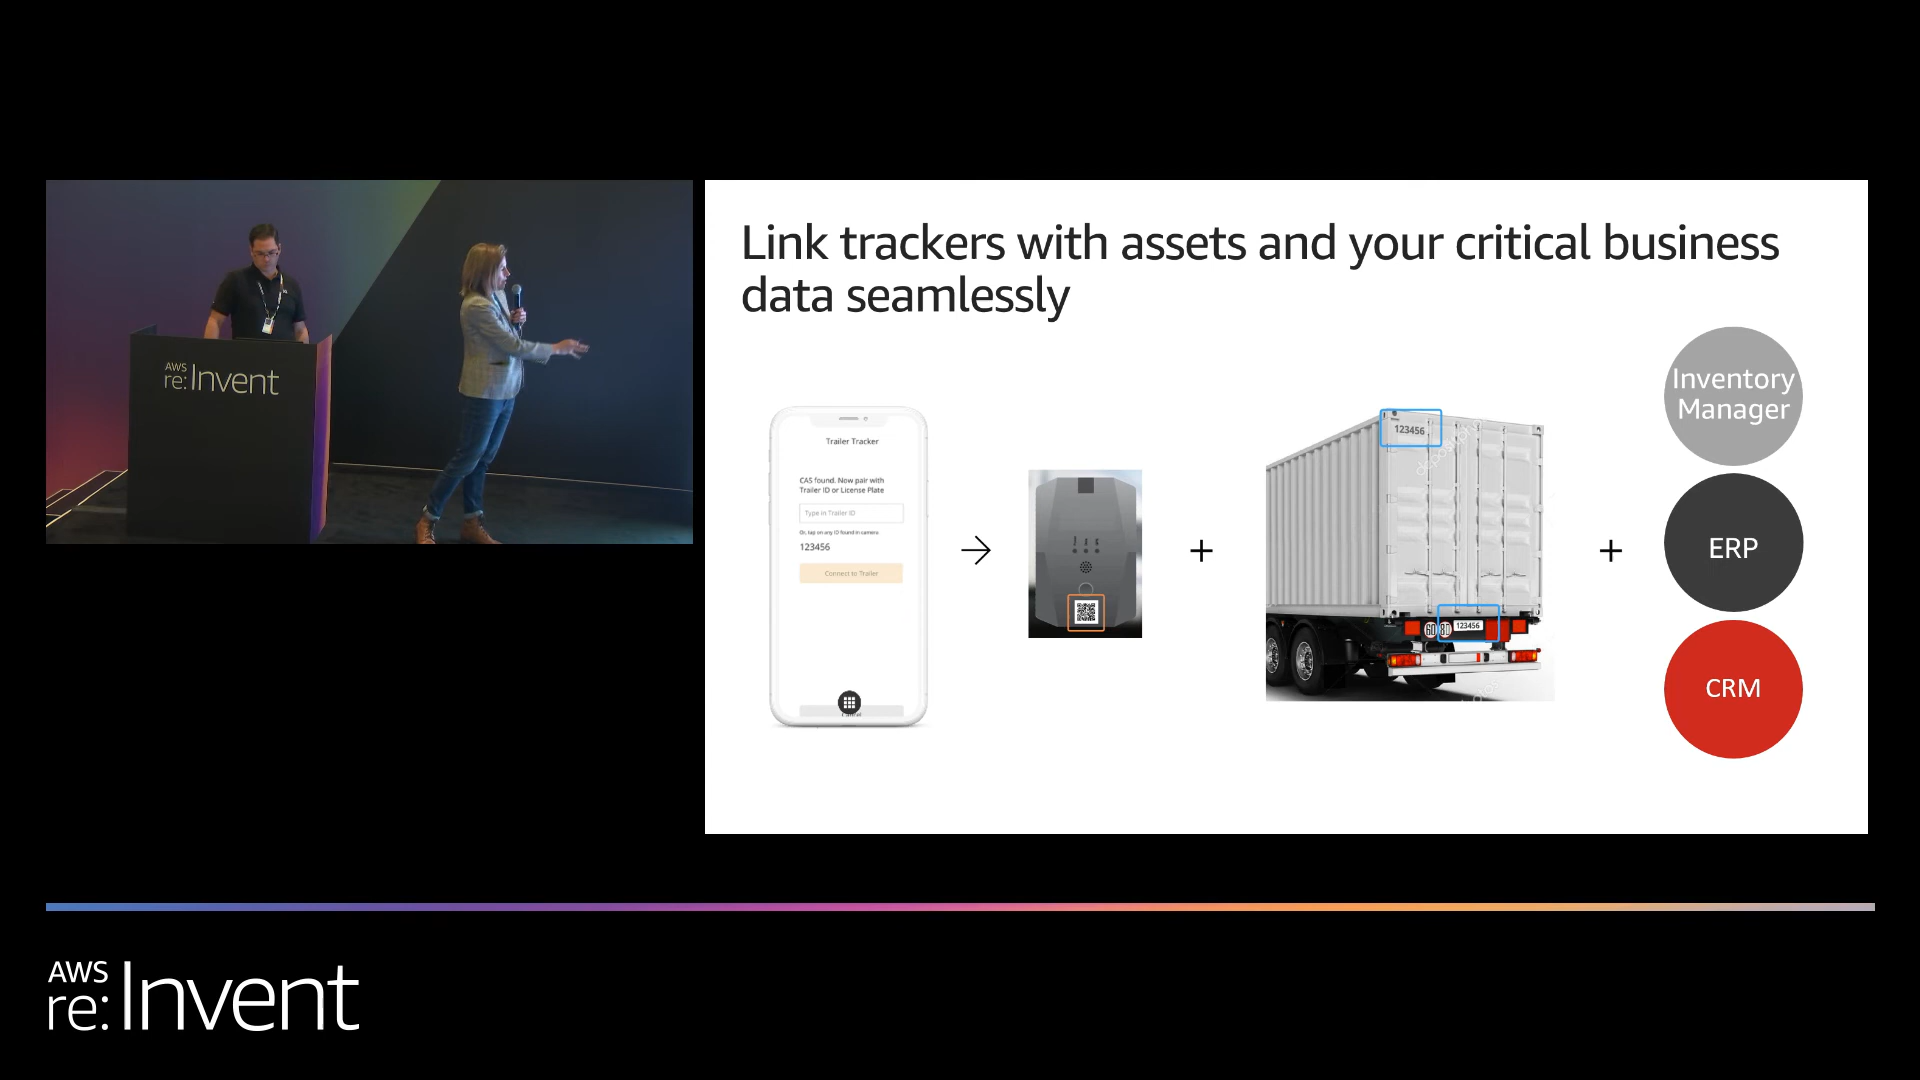 AWS
re:Invent
Link trackers with assets and your critical business
data seamlessly
Trailer Tracker
CAS found. Now pair with
Trailer ID or License Plate
Type in Trailer ID
Or, tap on any ID found in camera
123456
Connect to Trailer
123456
123456
Inventory
Manager
ERP
CRM
AWS
re:Invent